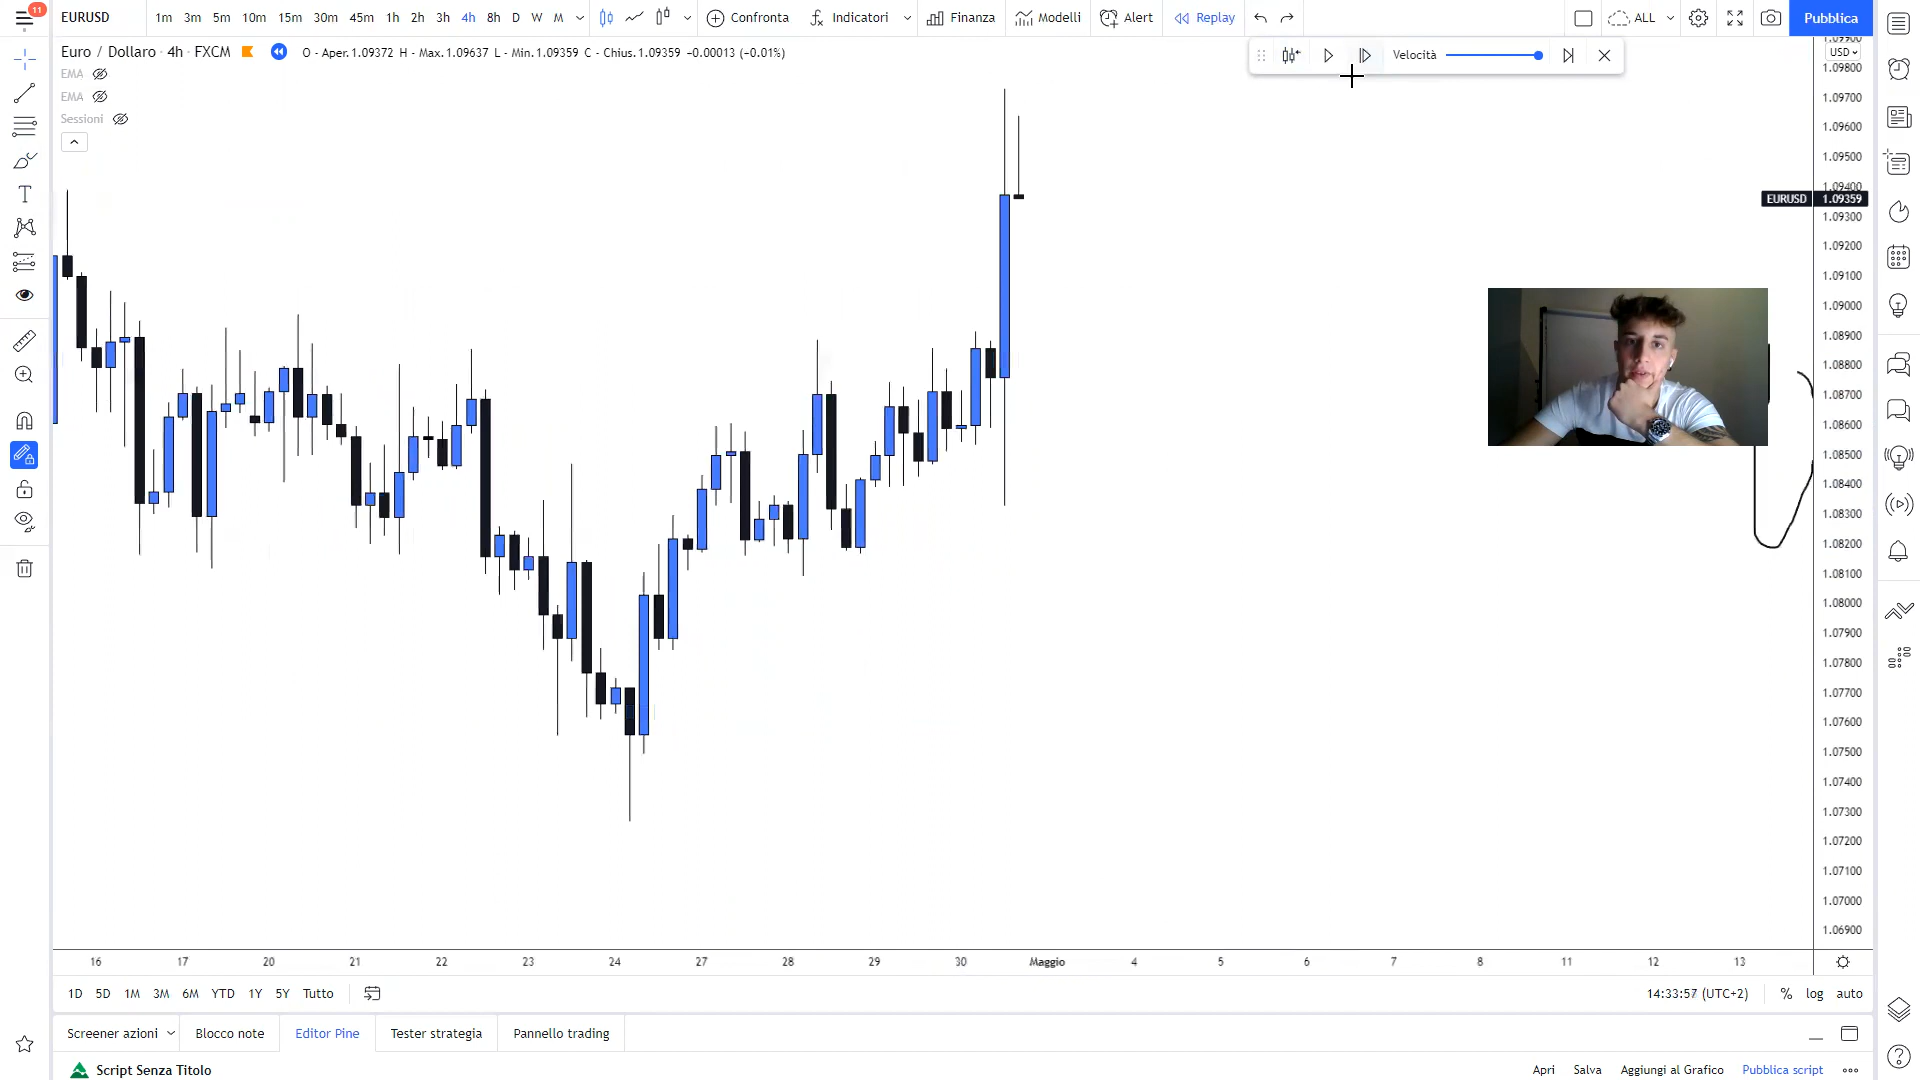 11
EURUSD 1m 3m 5m 10m 15m 30m 45m 1h 2h 3h 4h 8h D W M Confronta Indicatori Finanza Modelli Alert Replay ALL Pubblica
Euro / Dollaro · 4h · FXCM O - Aper.1.09372 H - Max.1.09637 L - Min.1.09359 C - Chius.1.09359 -0.00013 (-0.01%)
Velocità
USD
EMA
EMA
Sessioni
1.09900
1.09800
1.09700
1.09600
1.09500
1.09400
EURUSD 1.09359
1.09300
1.09200
1.09100
1.09000
1.08900
1.08800
1.08700
1.08600
1.08500
1.08400
1.08300
1.08200
1.08100
1.08000
1.07900
1.07800
1.07700
1.07600
1.07500
1.07400
1.07300
1.07200
1.07100
1.07000
1.06900
16 17 20 21 22 23 24 27 28 29 30 Maggio 4 5 6 7 8 11 12 13
1D 5D 1M 3M 6M YTD 1Y 5Y Tutto 14:33:57 (UTC+2) % log auto
Screener azioni Blocco note Editor Pine Tester strategia Pannello trading
Script Senza Titolo Apri Salva Aggiungi al Grafico Pubblica script